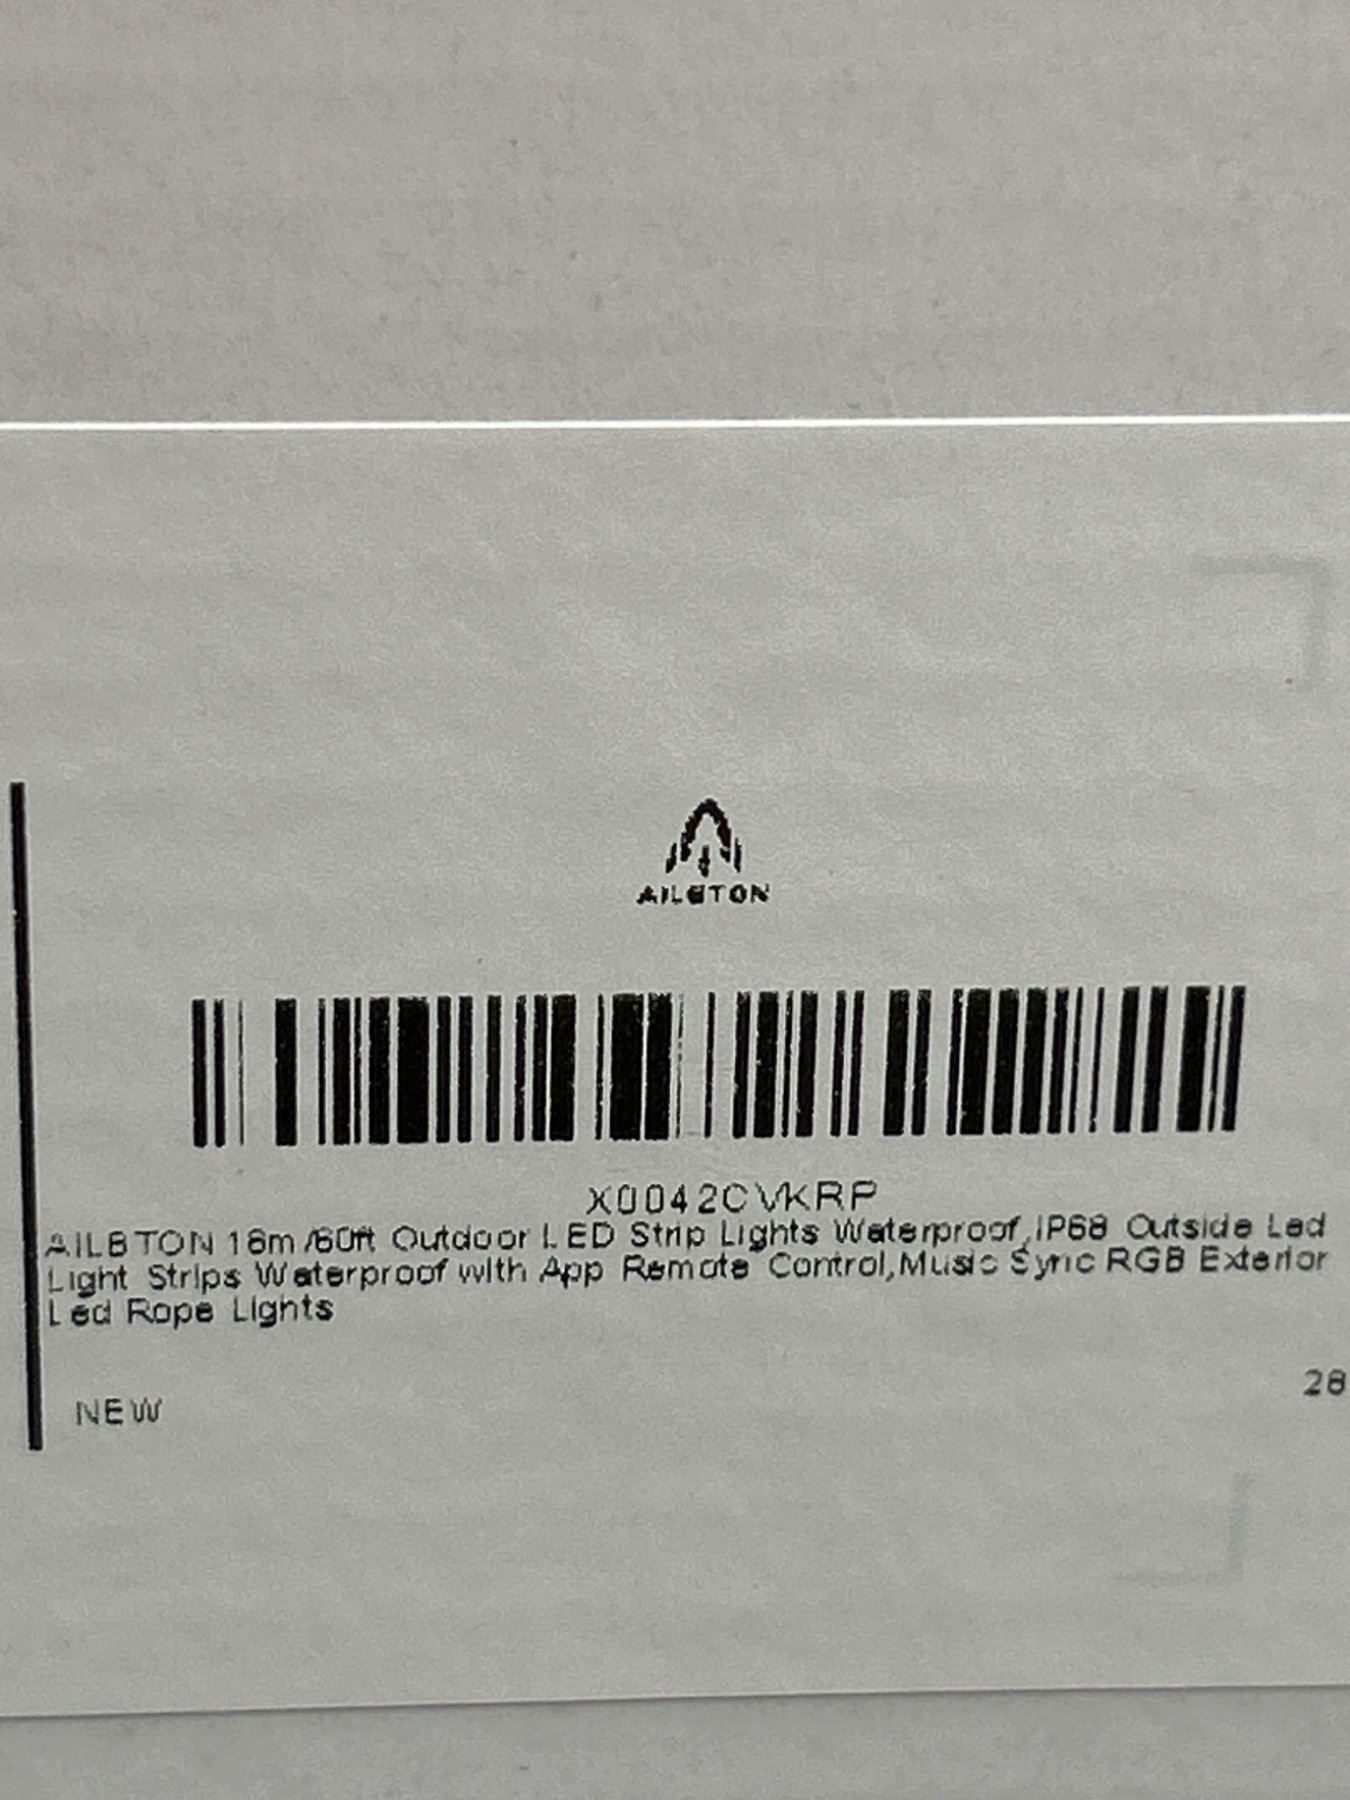 AILBTON
X0042CVKRP
AILBTON 18m/60ft Outdoor LED Strip Lights Waterproof,IP68 Outside Led
Light Strips Waterproof with App Remote Control,Music Sync RGB Exterior
Led Rope Lights
NEW
28